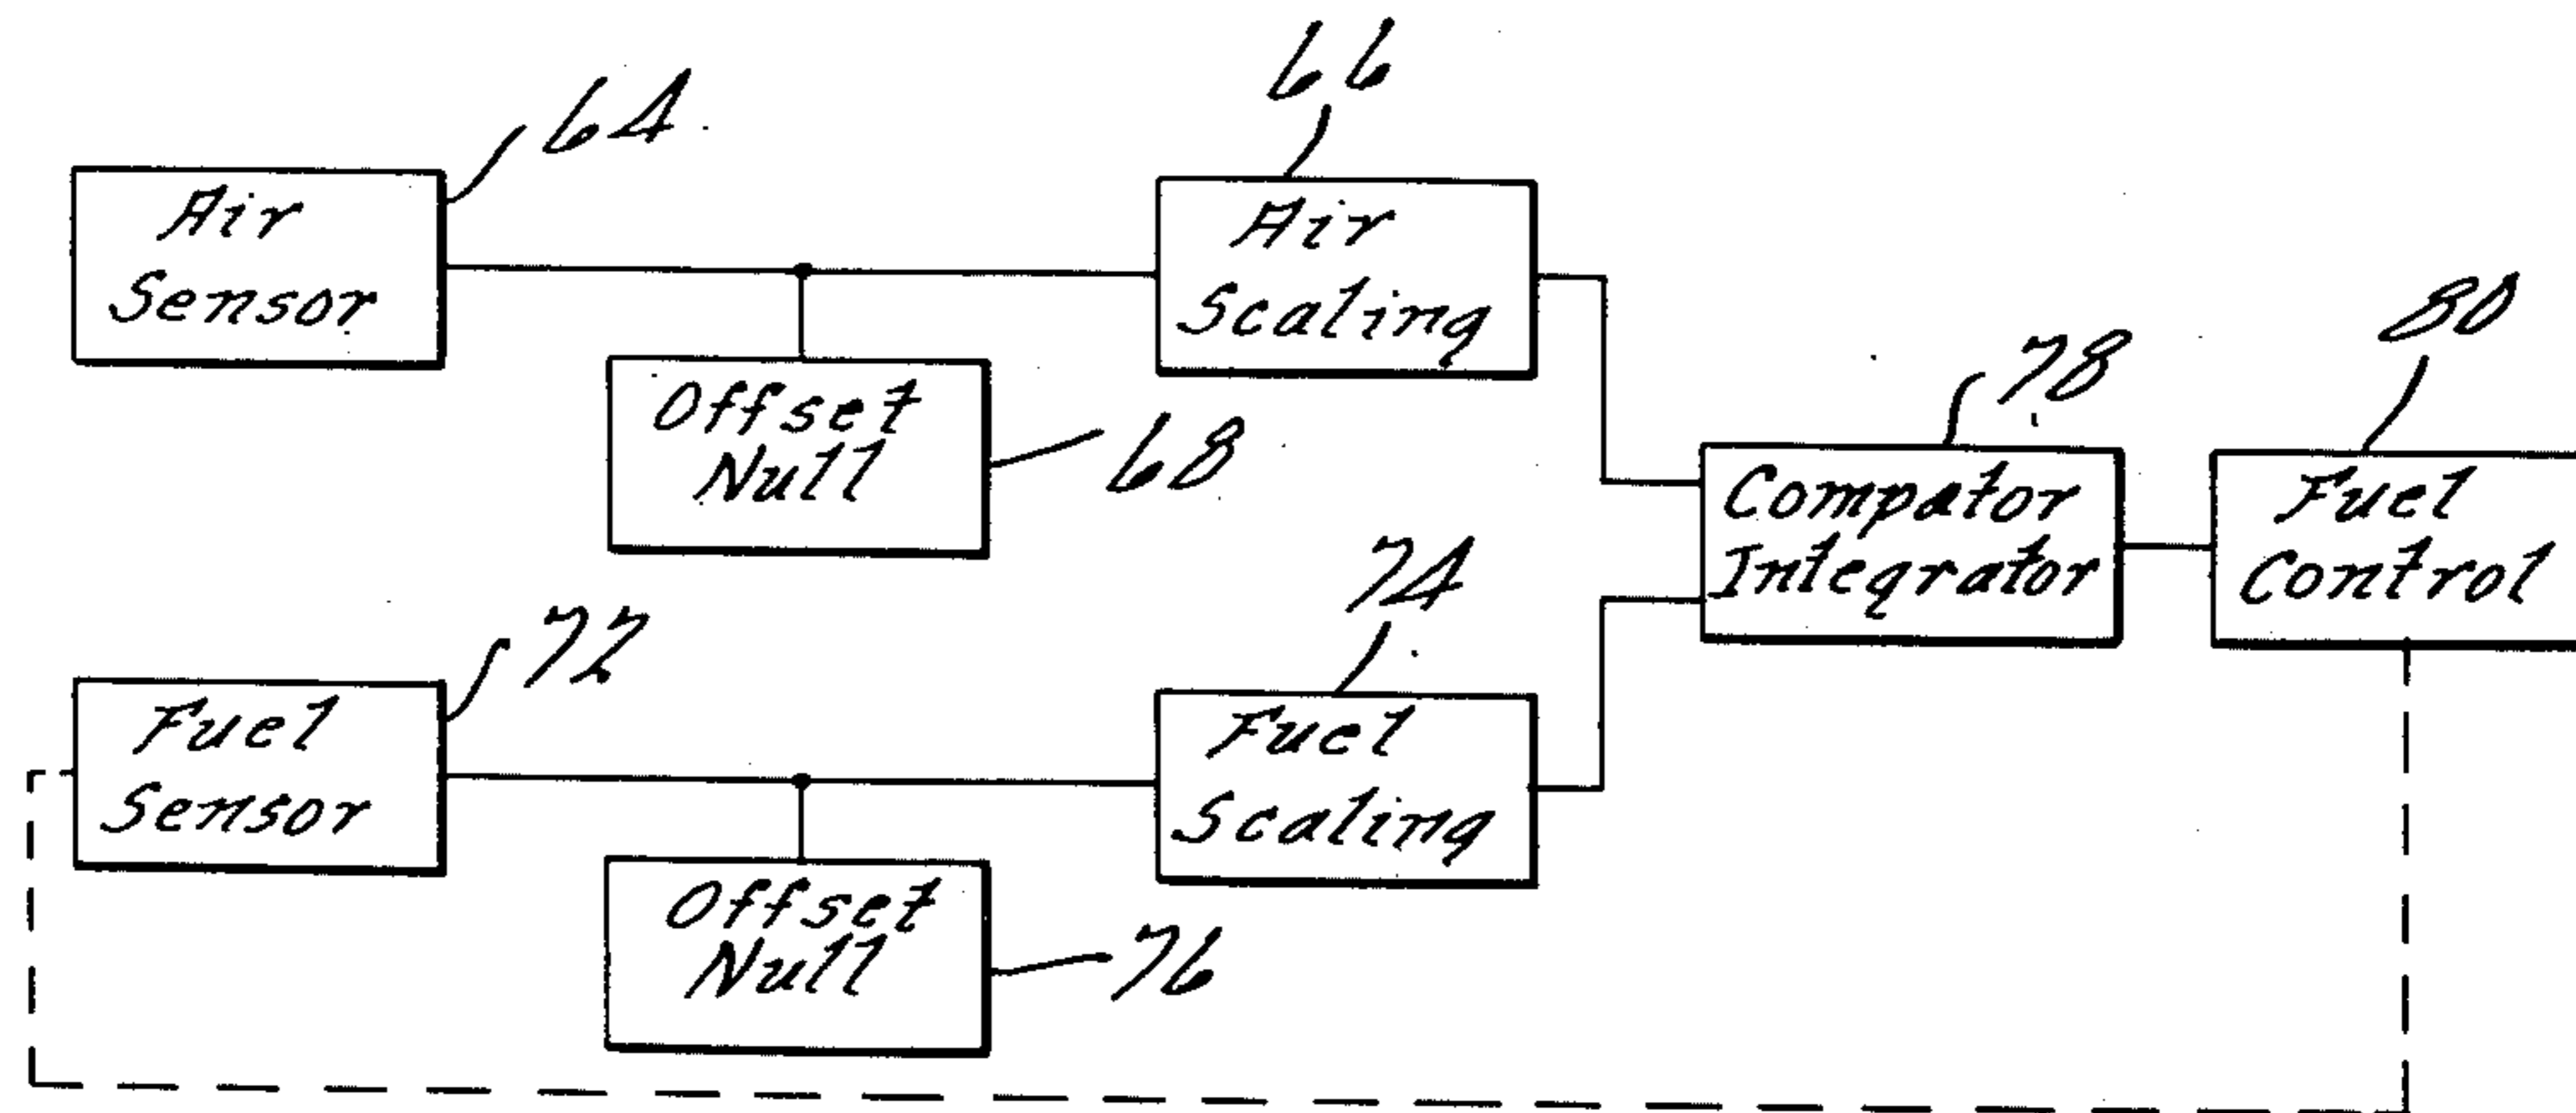 64
Air
Sensor
66
Air
Scaling
Offset
Null
68
72
Fuel
Sensor
74
Fuel
Scaling
Offset
Null
76
78
Compator
Integrator
80
Fuel
Control